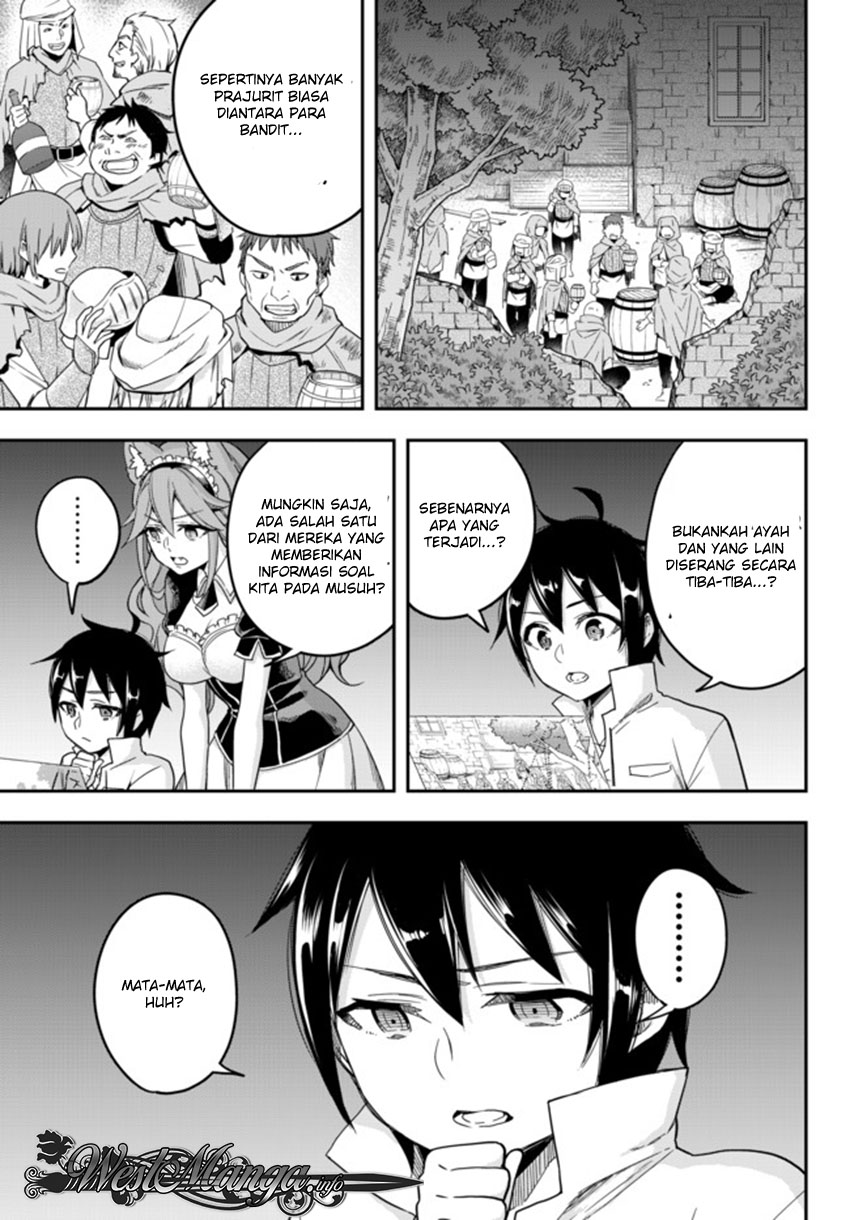 SEPERTINYA BANYAK
PRAJURIT BIASA
DIANTARA PARA
BANDIT...
BUKANKAH AYAH
DAN YANG LAIN
DISERANG SECARA
TIBA-TIBA...?
SEBENARNYA
APA YANG
TERJADI...?
MUNGKIN SAJA,
ADA SALAH SATU
DARI MEREKA YANG
MEMBERIKAN
INFORMASI SOAL
KITA PADA MUSUH?
........
........
MATA-MATA,
HUH?
WestManga.info